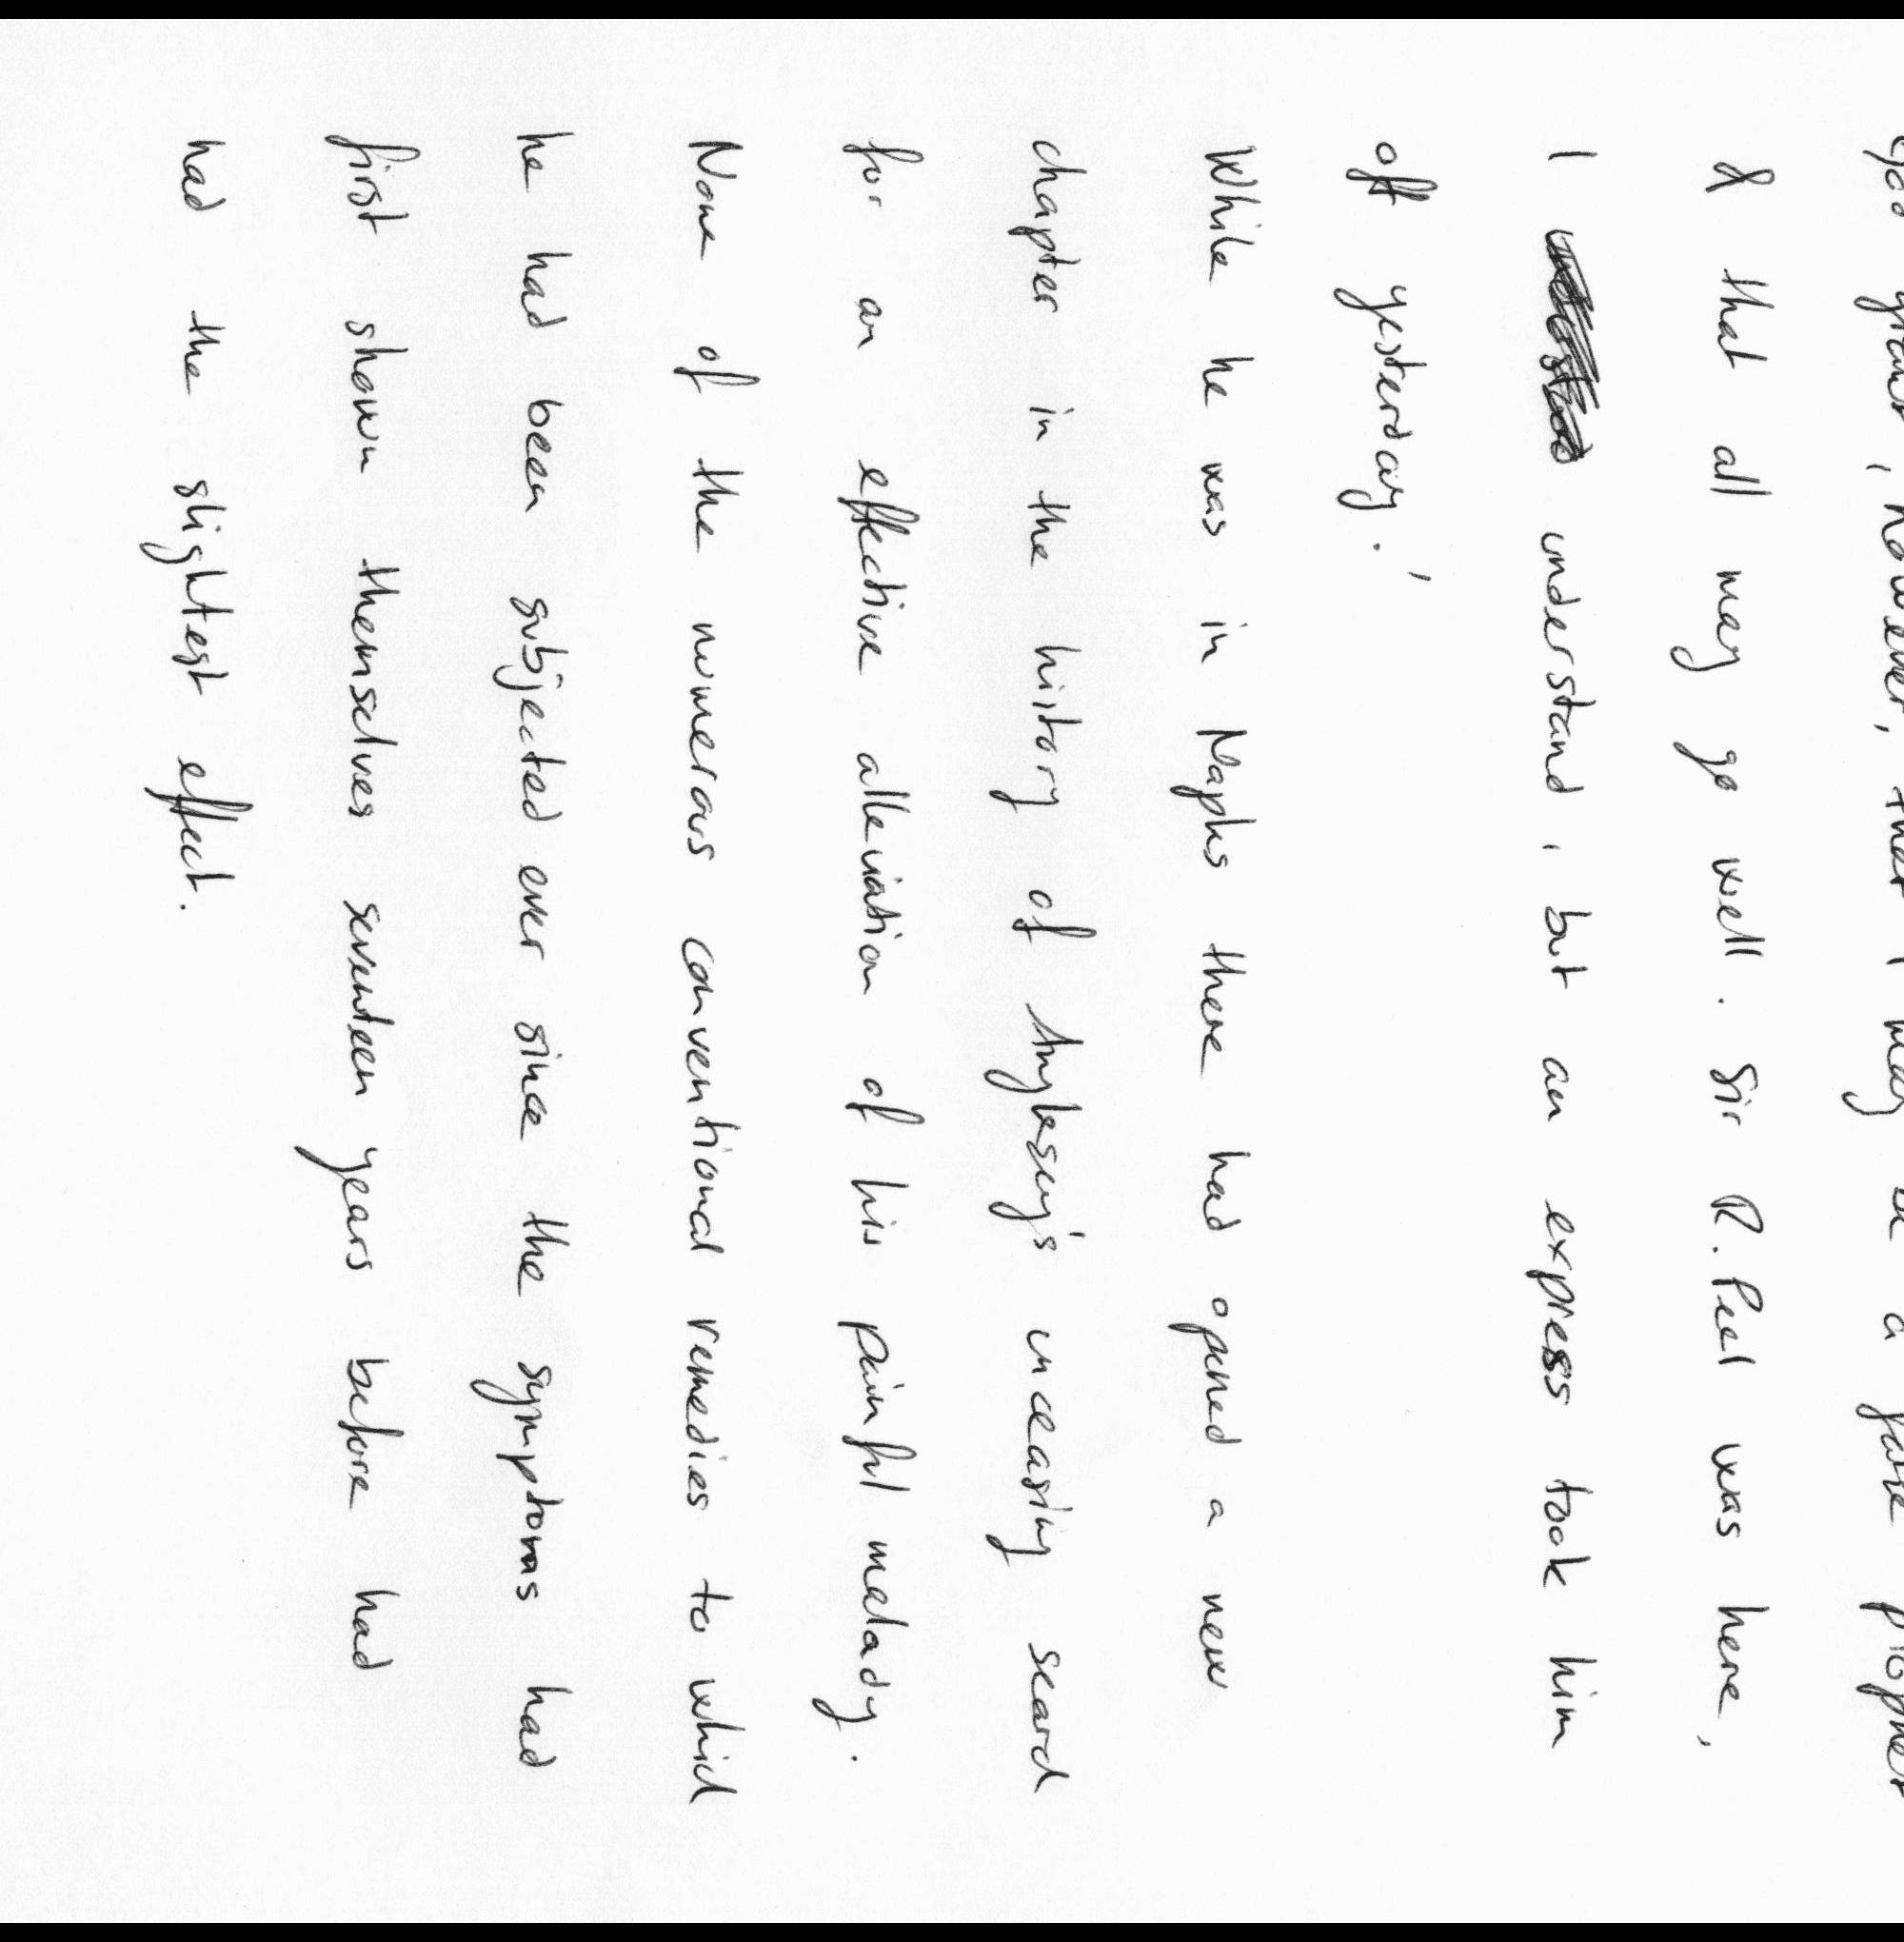 God grant, however, that I may be a false prophet
& that all may go well. Sir R. Peel was here,
I understand, but an express took him
off yesterday.'
While he was in Naples there had opened a new
chapter in the history of Anglesey's unceasing search
for an effective alleviation of his painful melady.
None of the numerous conventional remedies to which
he had been subjected ever since the symptoms had
first shown themselves seventeen years before had
had the slightest effect.